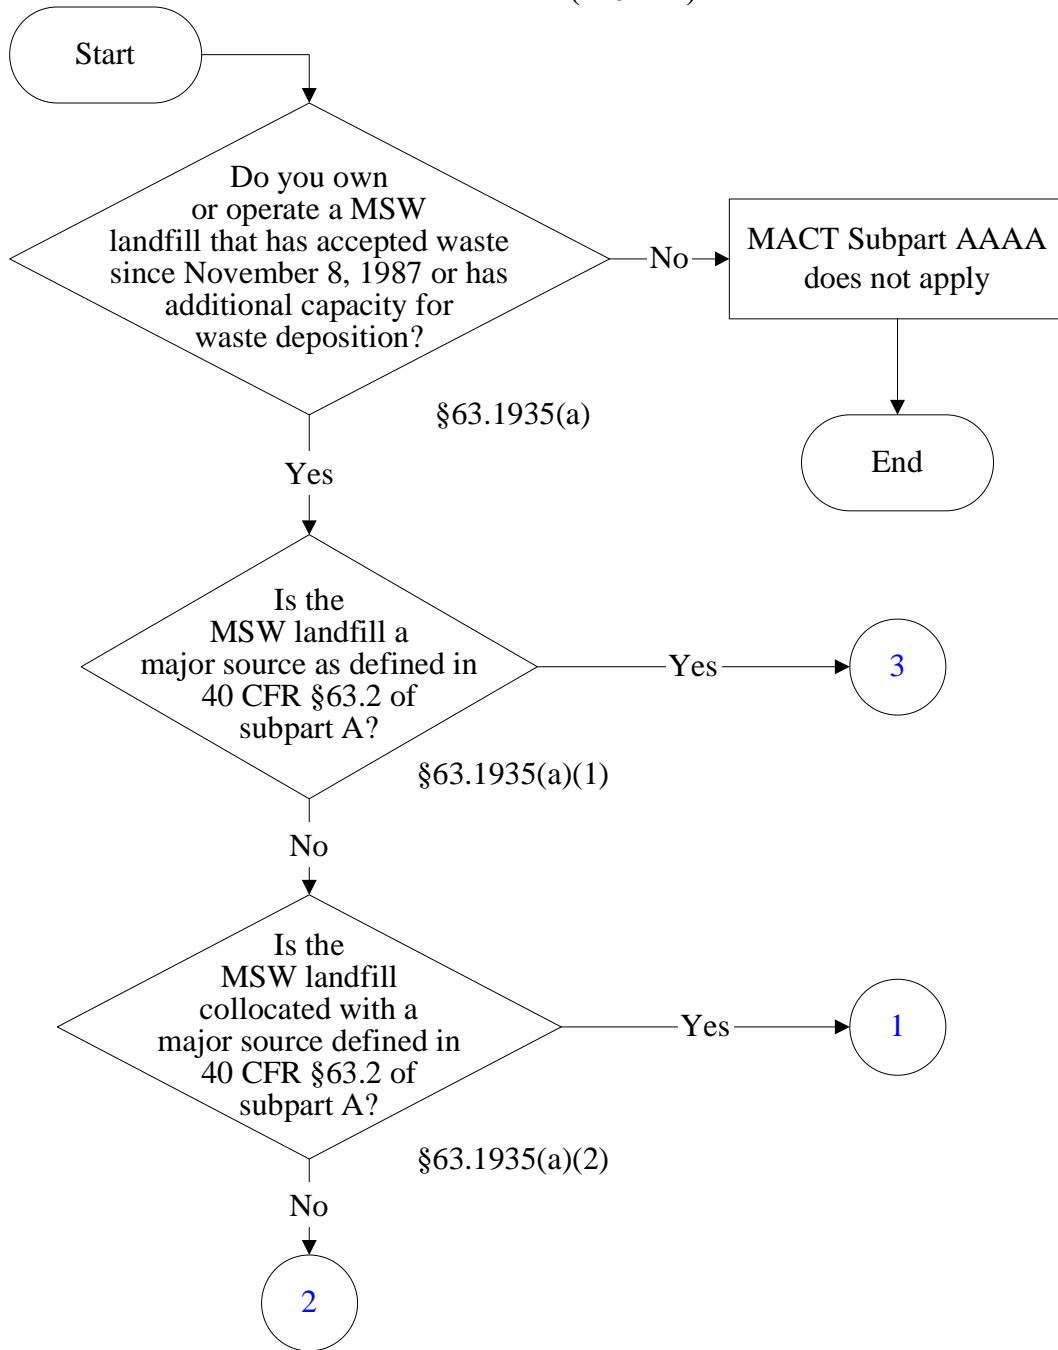 Start
Do you own
or operate a MSW
landfill that has accepted waste
since November 8, 1987 or has
additional capacity for
waste deposition?
No
MACT Subpart AAAA
does not apply
§63.1935(a)
End
Yes
Is the
MSW landfill a
major source as defined in
40 CFR §63.2 of
subpart A?
Yes
3
§63.1935(a)(1)
No
Is the
MSW landfill
collocated with a
major source defined in
40 CFR §63.2 of
subpart A?
Yes
1
§63.1935(a)(2)
No
2